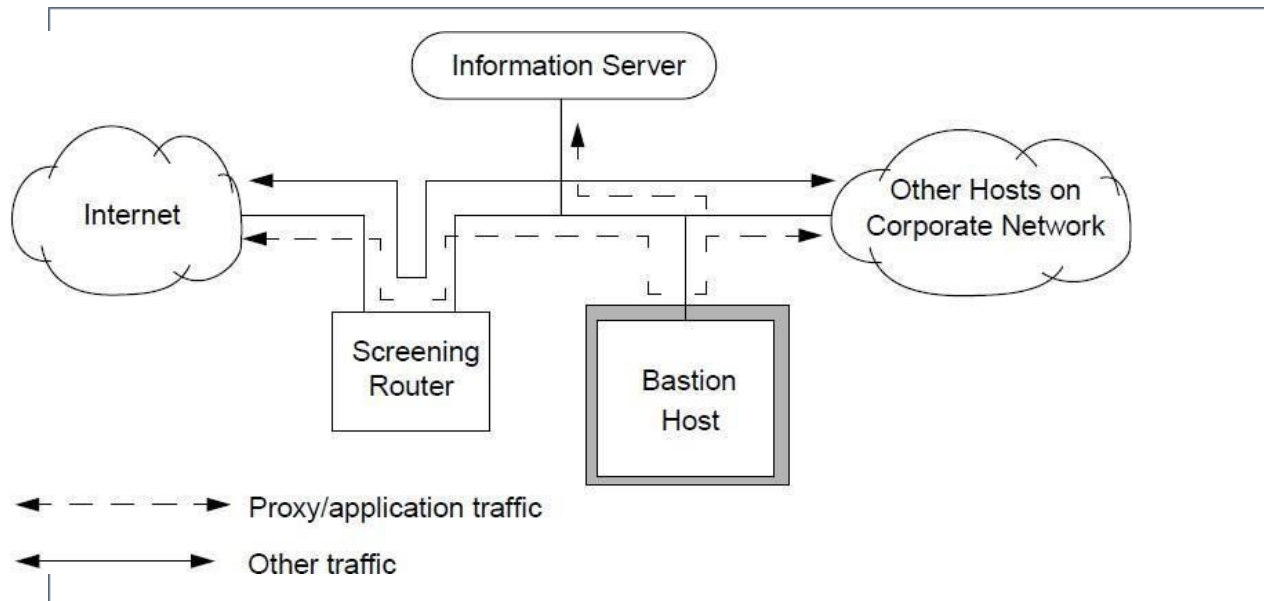 Information Server
Internet
Other Hosts on
Corporate Network
Screening
Router
Bastion
Host
Proxy/application traffic
Other traffic